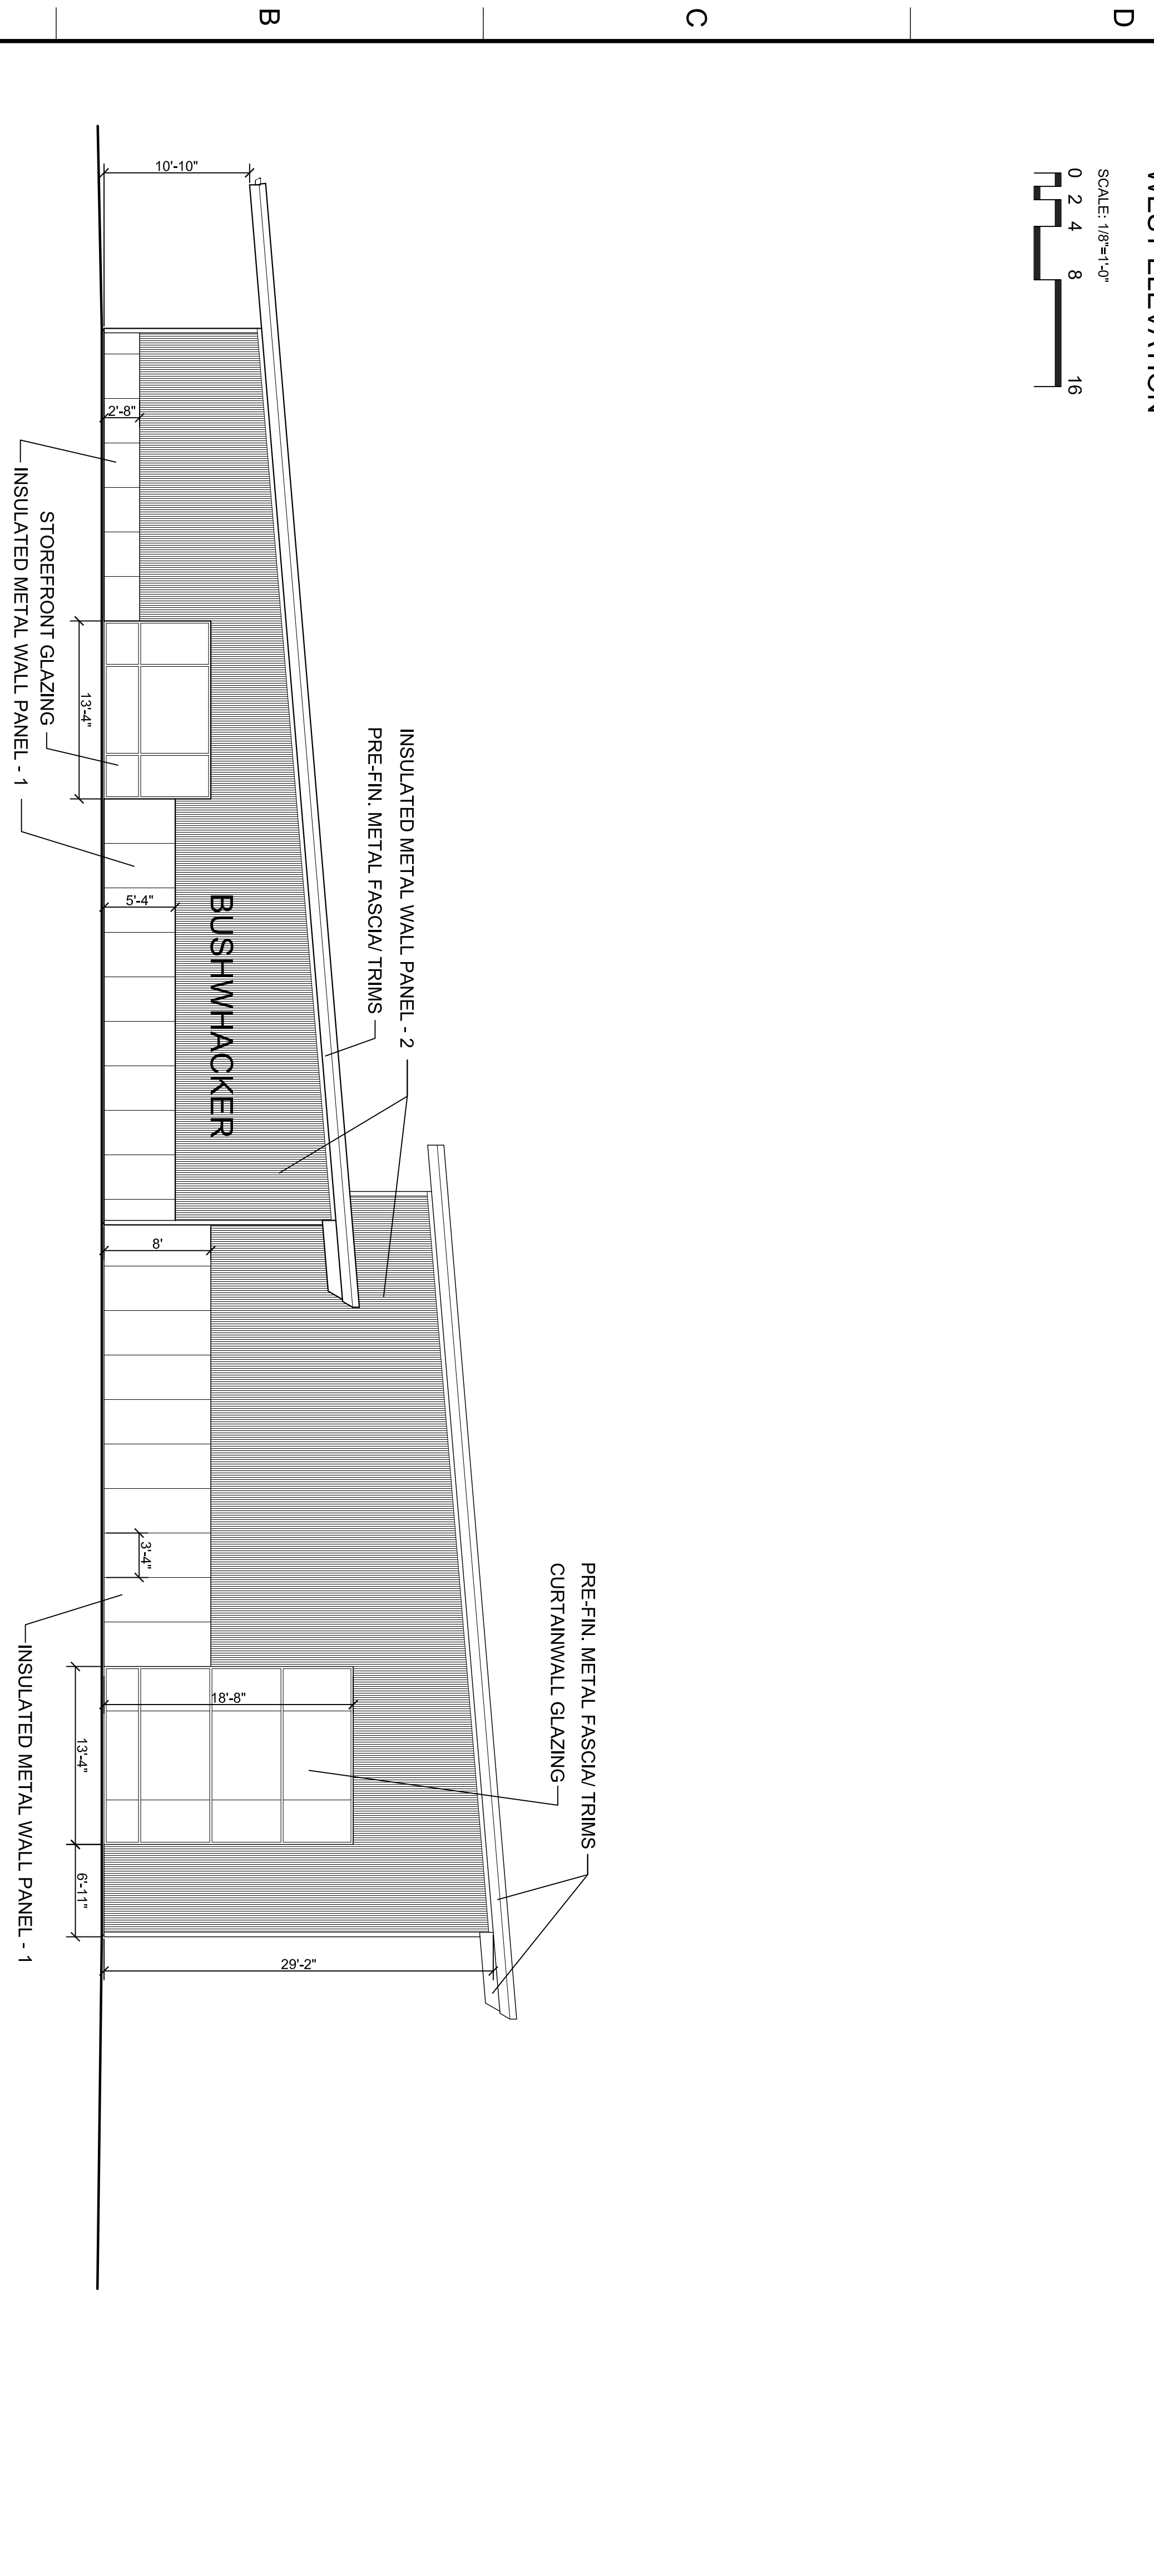 D
C
B
WEST ELEVATION
SCALE: 1/8"=1'-0"
0 2 4 8 16
PRE-FIN. METAL FASCIA/ TRIMS
CURTAINWALL GLAZING
INSULATED METAL WALL PANEL - 2
PRE-FIN. METAL FASCIA/ TRIMS
BUSHWHACKER
10'-10"
2'-8"
13'-4"
5'-4"
8'
3'-4"
18'-8"
13'-4"
6'-11"
29'-2"
STOREFRONT GLAZING
INSULATED METAL WALL PANEL - 1
INSULATED METAL WALL PANEL - 1